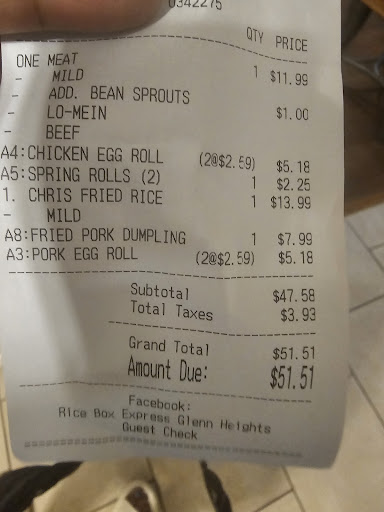 0342275
QTY PRICE
ONE MEAT 1 $11.99
- MILD
- ADD. BEAN SPROUTS $1.00
- LO-MEIN
- BEEF
A4:CHICKEN EGG ROLL (2@$2.59) $5.18
A5:SPRING ROLLS (2) 1 $2.25
1. CHRIS FRIED RICE 1 $13.99
- MILD
A8:FRIED PORK DUMPLING 1 $7.99
A3:PORK EGG ROLL (2@$2.59) $5.18
Subtotal $47.58
Total Taxes $3.93
Grand Total $51.51
Amount Due: $51.51
Facebook:
Rice Box Express Glenn Heights
Guest Check